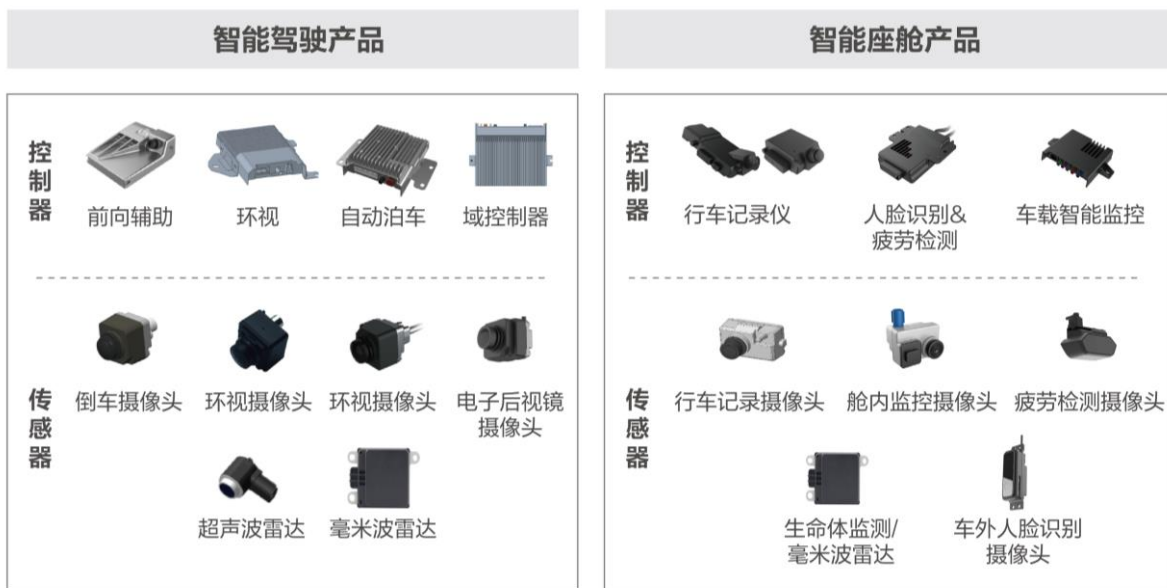 智能驾驶产品
智能座舱产品
控制器
前向辅助
环视
自动泊车
域控制器
传感器
倒车摄像头
环视摄像头
环视摄像头
电子后视镜
摄像头
超声波雷达
毫米波雷达
控制器
行车记录仪
人脸识别&
疲劳检测
车载智能监控
传感器
行车记录摄像头
舱内监控摄像头
疲劳检测摄像头
生命体监测/
毫米波雷达
车外人脸识别
摄像头